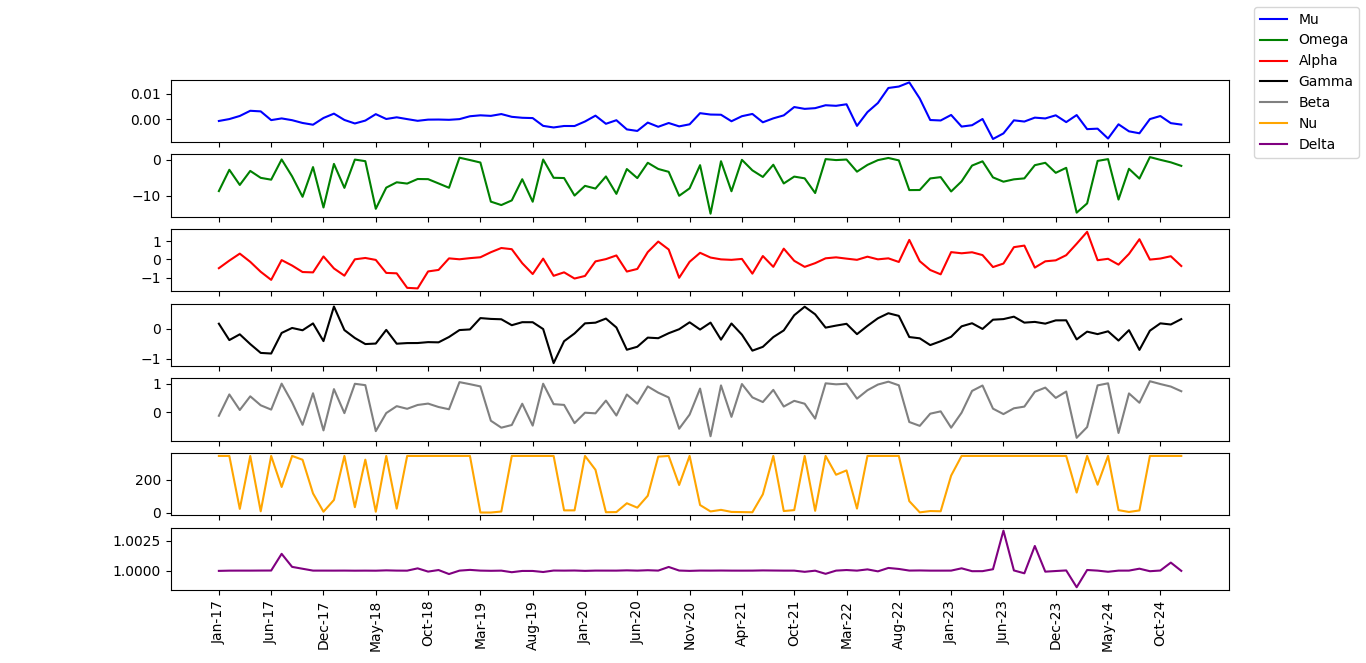 Mu
Omega
Alpha
Gamma
Beta
Nu
Delta
0.01
0.00
0
−10
1
0
−1
0
−1
1
0
200
0
1.0025
1.0000
Jan-17
Jun-17
Dec-17
May-18
Oct-18
Mar-19
Aug-19
Jan-20
Jun-20
Nov-20
Apr-21
Oct-21
Mar-22
Aug-22
Jan-23
Jun-23
Dec-23
May-24
Oct-24